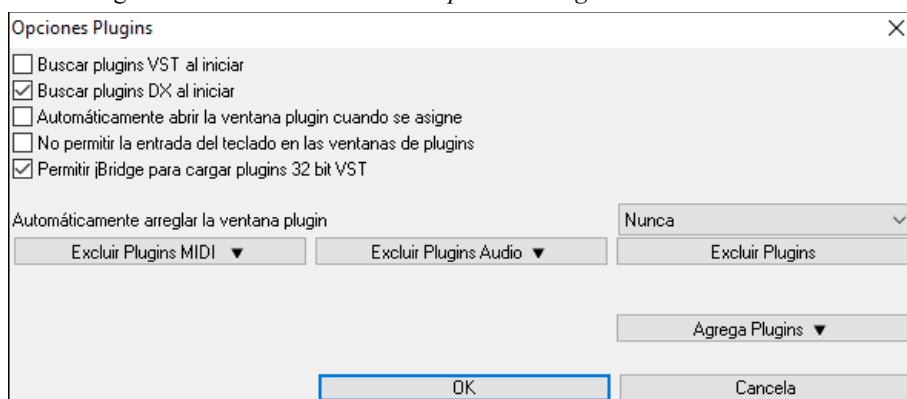 Opciones Plugins
Buscar plugins VST al iniciar
Buscar plugins DX al iniciar
Automáticamente abrir la ventana plugin cuando se asigne
No permitir la entrada del teclado en las ventanas de plugins
Permitir jBridge para cargar plugins 32 bit VST
Automáticamente arreglar la ventana plugin Nunca
Excluir Plugins MIDI ▼ Excluir Plugins Audio ▼ Excluir Plugins
Agrega Plugins ▼
OK Cancela